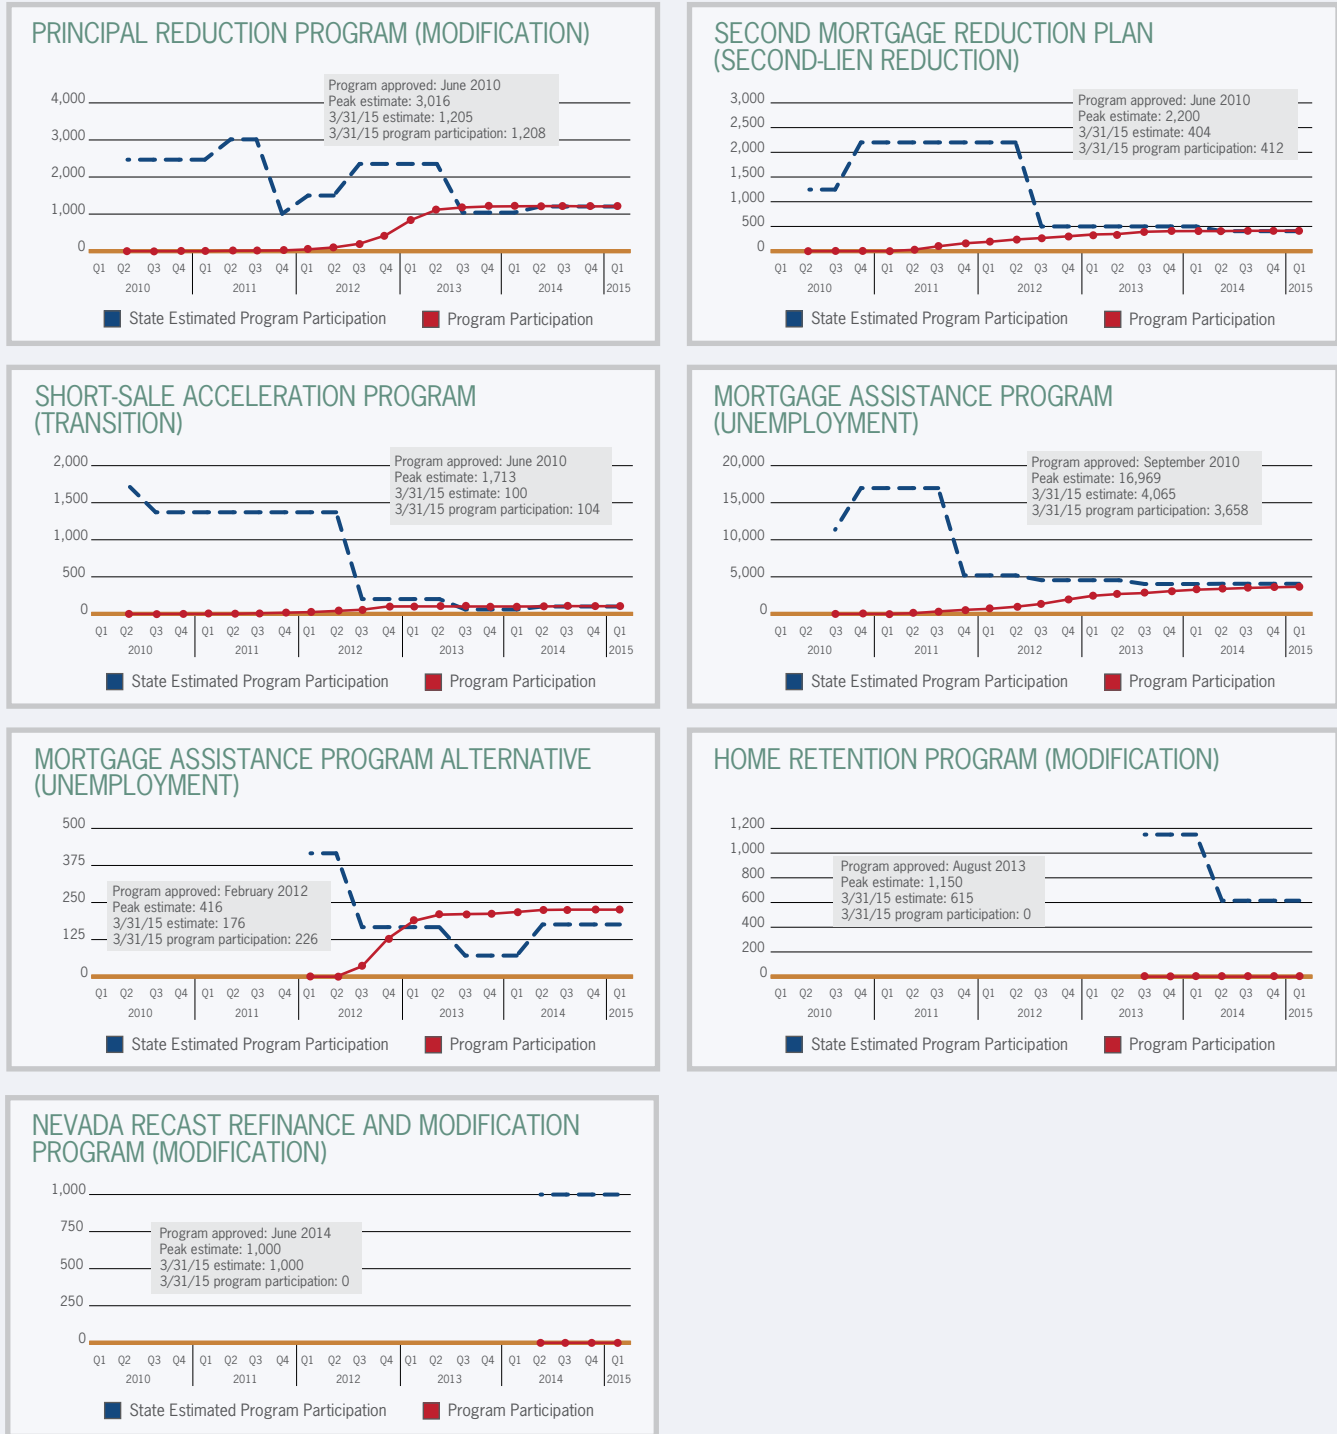 PRINCIPAL REDUCTION PROGRAM (MODIFICATION)
Program approved: June 2010
Peak estimate: 3,016
3/31/15 estimate: 1,205
3/31/15 program participation: 1,208
4,000
3,000
2,000
1,000
0
Q1 Q2 Q3 Q4 Q1 Q2 Q3 Q4 Q1 Q2 Q3 Q4 Q1 Q2 Q3 Q4 Q1 Q2 Q3 Q4 Q1
2010 2011 2012 2013 2014 2015
State Estimated Program Participation Program Participation
SECOND MORTGAGE REDUCTION PLAN
(SECOND-LIEN REDUCTION)
Program approved: June 2010
Peak estimate: 2,200
3/31/15 estimate: 404
3/31/15 program participation: 412
3,000
2,500
2,000
1,500
1,000
500
0
Q1 Q2 Q3 Q4 Q1 Q2 Q3 Q4 Q1 Q2 Q3 Q4 Q1 Q2 Q3 Q4 Q1 Q2 Q3 Q4 Q1
2010 2011 2012 2013 2014 2015
State Estimated Program Participation Program Participation
SHORT-SALE ACCELERATION PROGRAM
(TRANSITION)
Program approved: June 2010
Peak estimate: 1,713
3/31/15 estimate: 100
3/31/15 program participation: 104
2,000
1,500
1,000
500
0
Q1 Q2 Q3 Q4 Q1 Q2 Q3 Q4 Q1 Q2 Q3 Q4 Q1 Q2 Q3 Q4 Q1 Q2 Q3 Q4 Q1
2010 2011 2012 2013 2014 2015
State Estimated Program Participation Program Participation
MORTGAGE ASSISTANCE PROGRAM
(UNEMPLOYMENT)
Program approved: September 2010
Peak estimate: 16,969
3/31/15 estimate: 4,065
3/31/15 program participation: 3,658
20,000
15,000
10,000
5,000
0
Q1 Q2 Q3 Q4 Q1 Q2 Q3 Q4 Q1 Q2 Q3 Q4 Q1 Q2 Q3 Q4 Q1 Q2 Q3 Q4 Q1
2010 2011 2012 2013 2014 2015
State Estimated Program Participation Program Participation
MORTGAGE ASSISTANCE PROGRAM ALTERNATIVE
(UNEMPLOYMENT)
500
375
250
125
0
Program approved: February 2012
Peak estimate: 416
3/31/15 estimate: 176
3/31/15 program participation: 226
Q1 Q2 Q3 Q4 Q1 Q2 Q3 Q4 Q1 Q2 Q3 Q4 Q1 Q2 Q3 Q4 Q1 Q2 Q3 Q4 Q1
2010 2011 2012 2013 2014 2015
State Estimated Program Participation Program Participation
HOME RETENTION PROGRAM (MODIFICATION)
1,200
1,000
800
600
400
200
0
Program approved: August 2013
Peak estimate: 1,150
3/31/15 estimate: 615
3/31/15 program participation: 0
Q1 Q2 Q3 Q4 Q1 Q2 Q3 Q4 Q1 Q2 Q3 Q4 Q1 Q2 Q3 Q4 Q1 Q2 Q3 Q4 Q1
2010 2011 2012 2013 2014 2015
State Estimated Program Participation Program Participation
NEVADA RECAST REFINANCE AND MODIFICATION
PROGRAM (MODIFICATION)
1,000
750
500
250
0
Program approved: June 2014
Peak estimate: 1,000
3/31/15 estimate: 1,000
3/31/15 program participation: 0
Q1 Q2 Q3 Q4 Q1 Q2 Q3 Q4 Q1 Q2 Q3 Q4 Q1 Q2 Q3 Q4 Q1 Q2 Q3 Q4 Q1
2010 2011 2012 2013 2014 2015
State Estimated Program Participation Program Participation